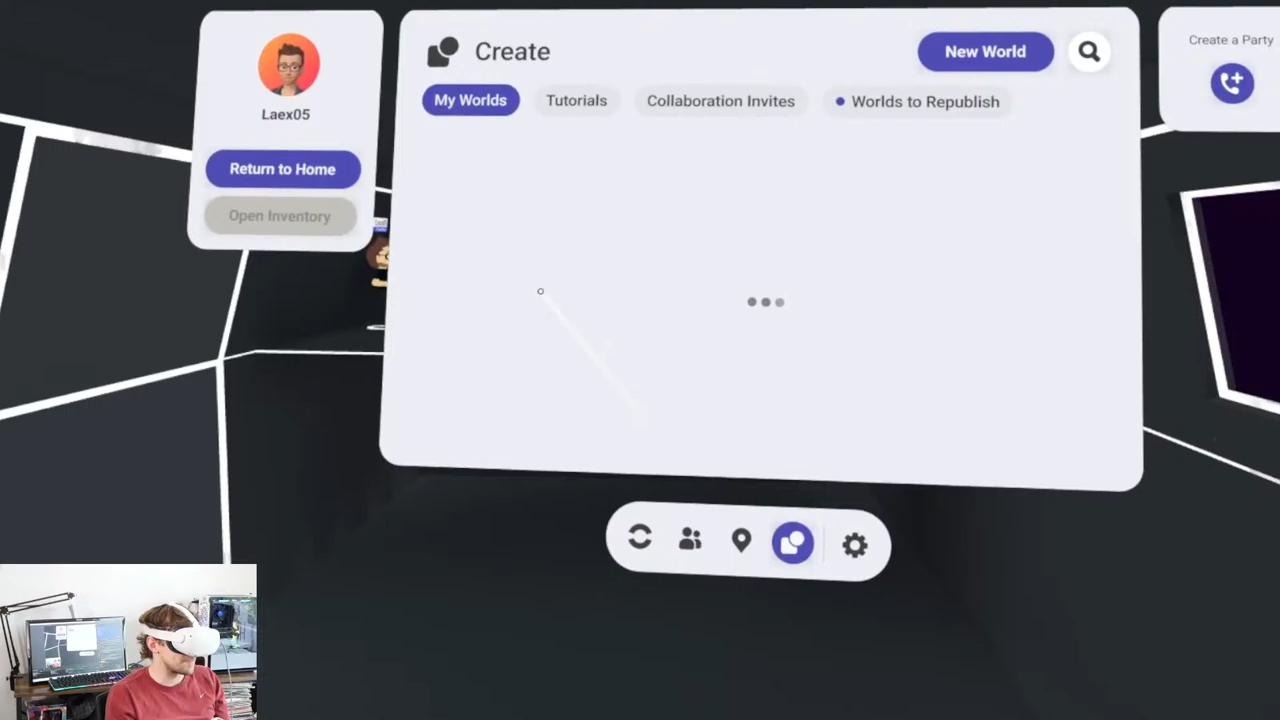 Laex05
Return to Home
Open Inventory
Create
New World
My Worlds
Tutorials
Collaboration Invites
Worlds to Republish
Create a Party